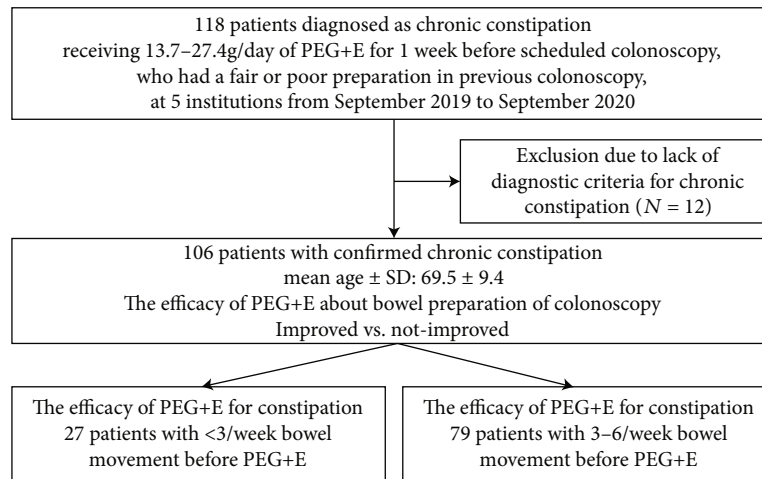 118 patients diagnosed as chronic constipation
receiving 13.7–27.4g/day of PEG+E for 1 week before scheduled colonoscopy,
who had a fair or poor preparation in previous colonoscopy,
at 5 institutions from September 2019 to September 2020
Exclusion due to lack of
diagnostic criteria for chronic
constipation (N = 12)
106 patients with confirmed chronic constipation
mean age ± SD: 69.5 ± 9.4
The efficacy of PEG+E about bowel preparation of colonoscopy
Improved vs. not-improved
The efficacy of PEG+E for constipation
27 patients with <3/week bowel
movement before PEG+E
The efficacy of PEG+E for constipation
79 patients with 3–6/week bowel
movement before PEG+E